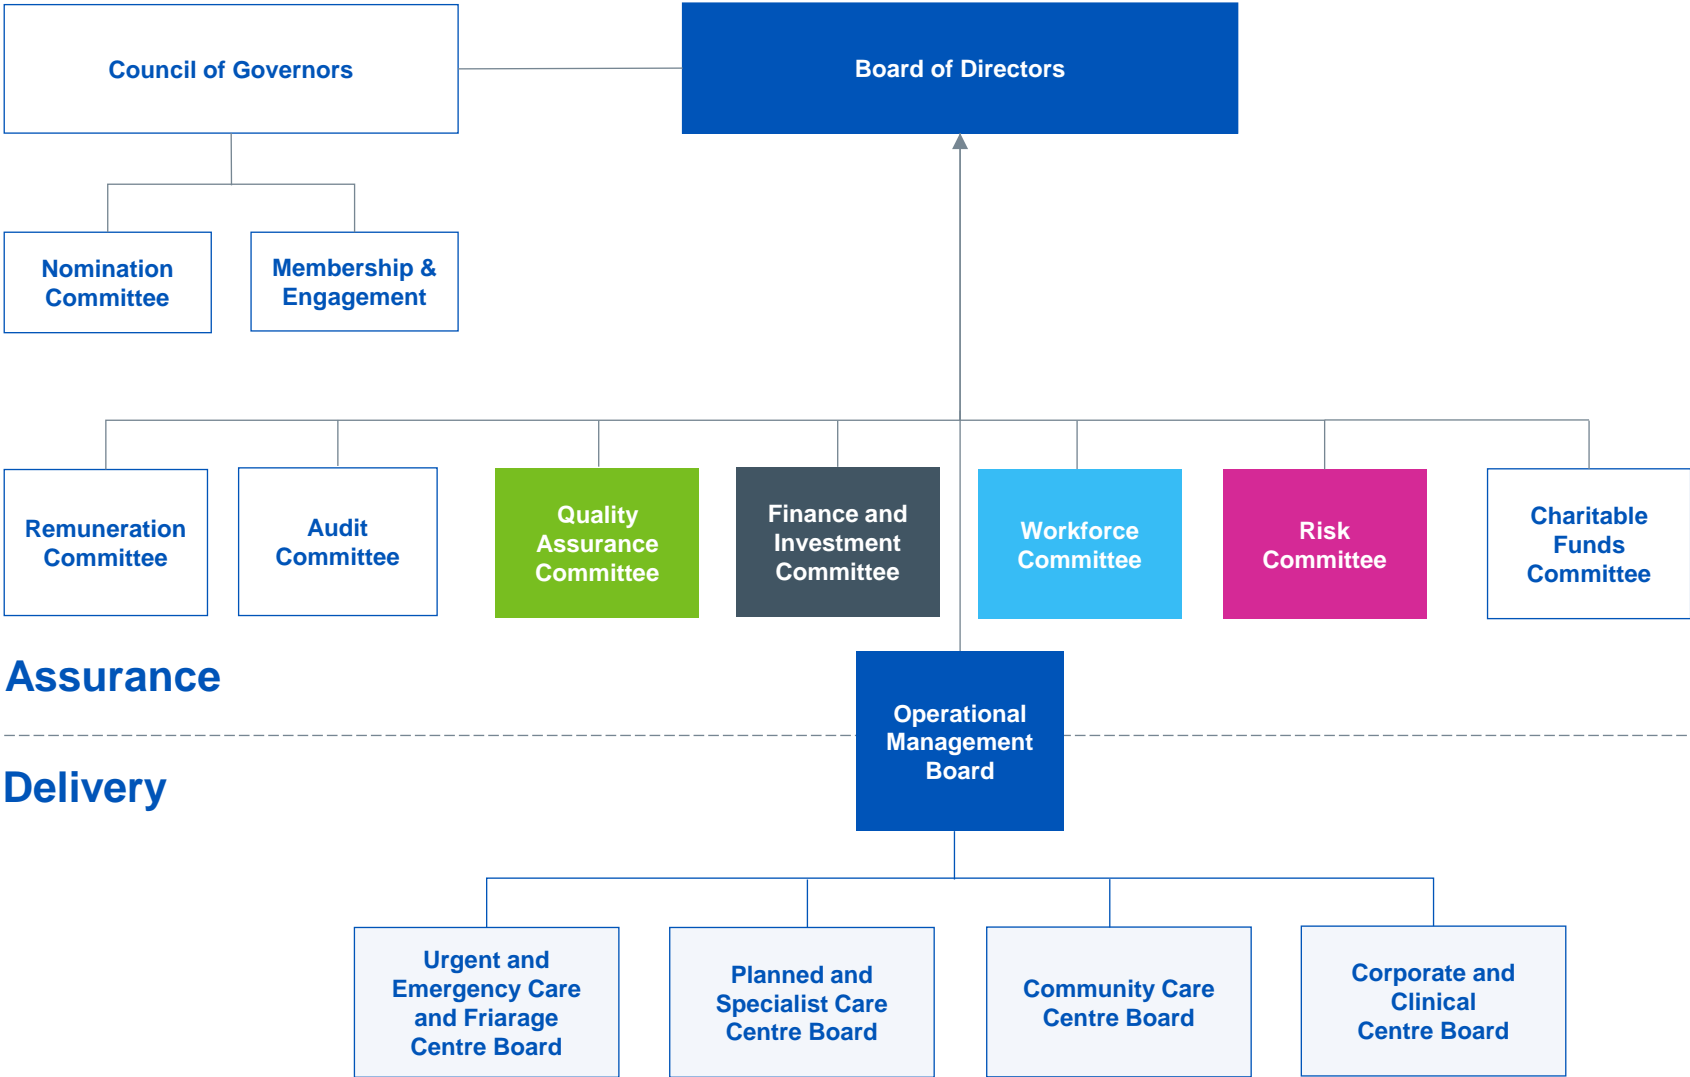 Council of Governors
Board of Directors
Nomination
Committee
Membership &
Engagement
Remuneration
Committee
Audit
Committee
Quality
Assurance
Committee
Finance and
Investment
Committee
Workforce
Committee
Risk
Committee
Charitable
Funds
Committee
Assurance
Operational
Management
Board
Delivery
Urgent and
Emergency Care
and Friarage
Centre Board
Planned and
Specialist Care
Centre Board
Community Care
Centre Board
Corporate and
Clinical
Centre Board